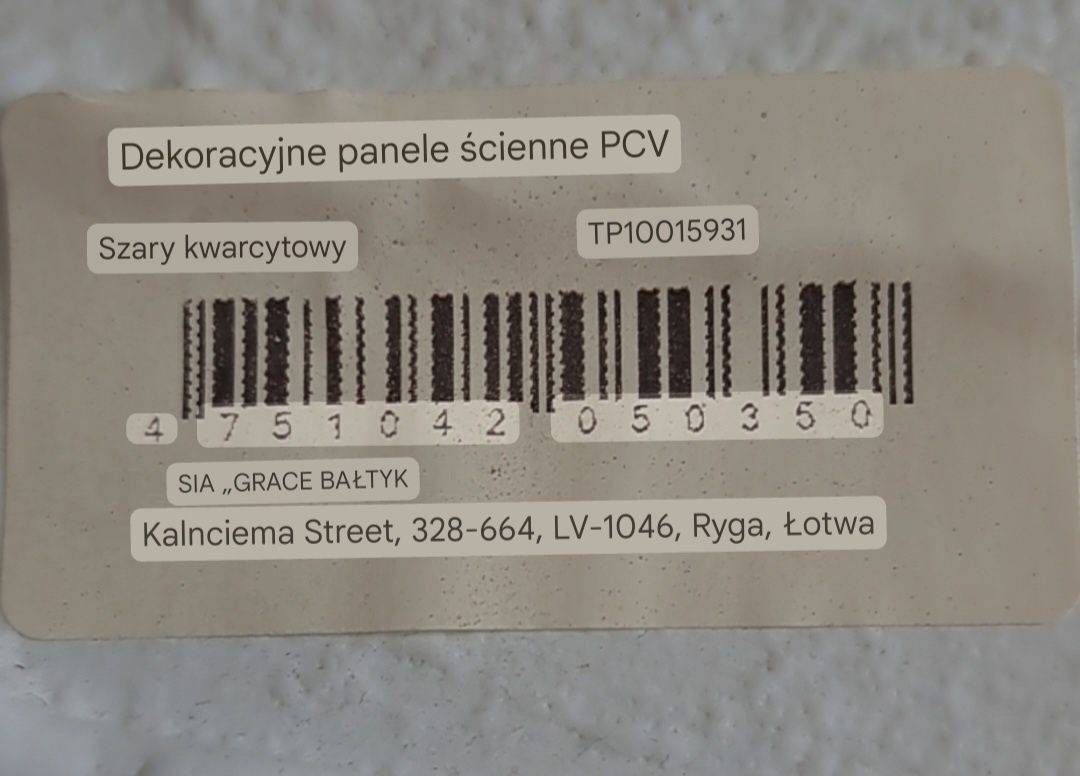 Dekoracyjne panele ścienne PCV
Szary kwarcytowy TP10015931
4 751042 050350
SIA „GRACE BAŁTYK
Kalnciema Street, 328-664, LV-1046, Ryga, Łotwa